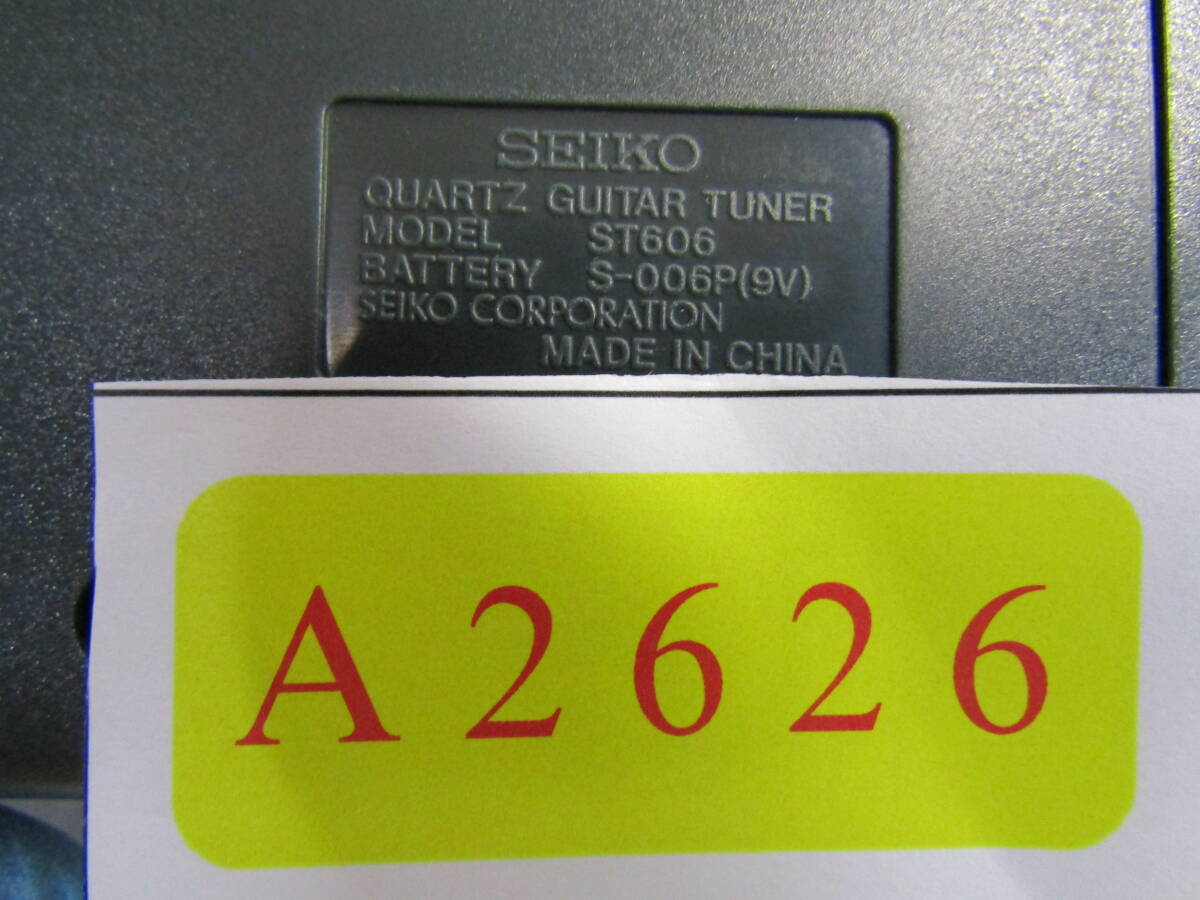 SEIKO
QUARTZ GUITAR TUNER
MODEL ST606
BATTERY S-006P(9V)
SEIKO CORPORATION
MADE IN CHINA
A2626